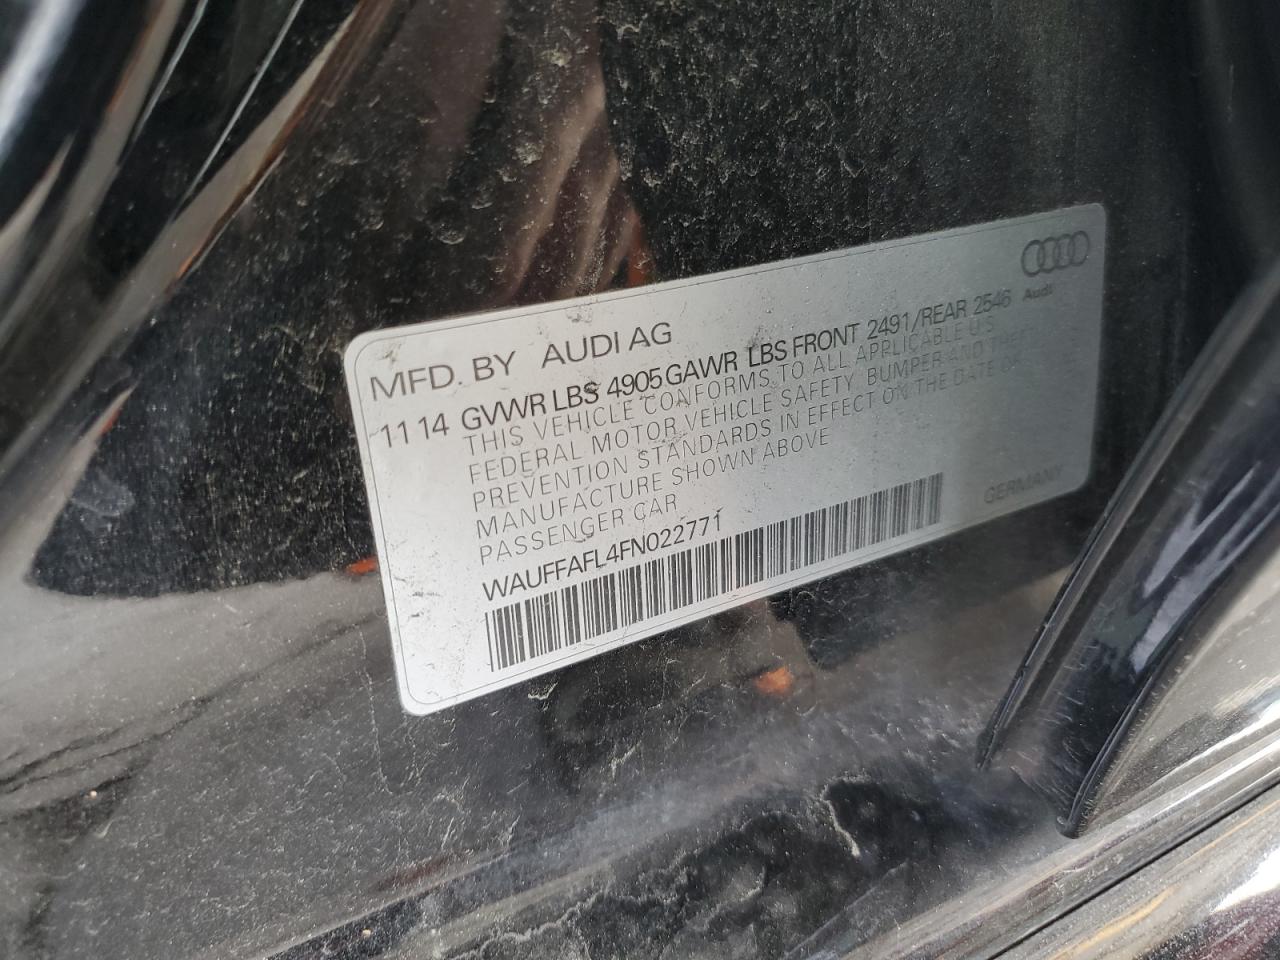 MFD. BY AUDI AG
Audi
11 14 GVWR LBS 4905 GAWR LBS FRONT 2491/REAR 2546
THIS VEHICLE CONFORMS TO ALL APPLICABLE U.S.
FEDERAL MOTOR VEHICLE SAFETY, BUMPER AND THEFT
PREVENTION STANDARDS IN EFFECT ON THE DATE OF
MANUFACTURE SHOWN ABOVE
PASSENGER CAR
WAUFFAFL4FN022771
GERMANY